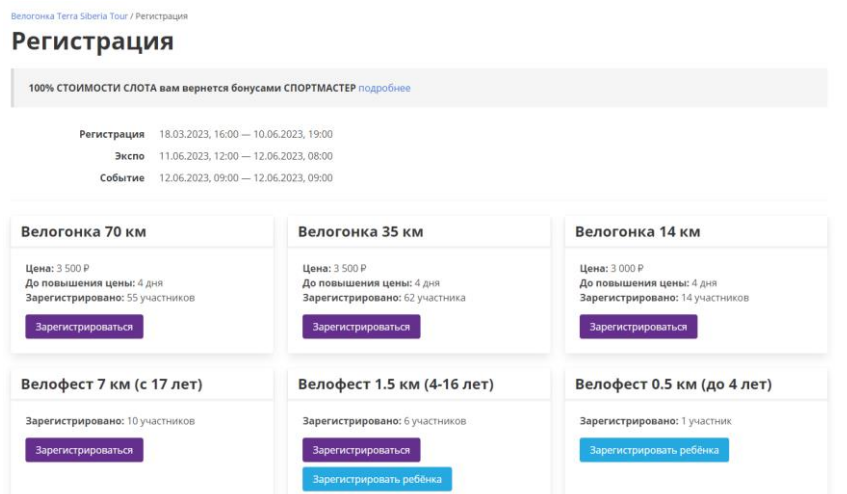 Велогонка Terra Siberia Tour / Регистрация
Регистрация
100% СТОИМОСТИ СЛОТА вам вернется бонусами СПОРТМАСТЕР подробнее
Регистрация 18.03.2023, 16:00 — 10.06.2023, 19:00
Экспо 11.06.2023, 12:00 — 12.06.2023, 08:00
Событие 12.06.2023, 09:00 — 12.06.2023, 09:00
Велогонка 70 км
Цена: 3 500 ₽
До повышения цены: 4 дня
Зарегистрировано: 55 участников
Зарегистрироваться
Велогонка 35 км
Цена: 3 500 ₽
До повышения цены: 4 дня
Зарегистрировано: 62 участника
Зарегистрироваться
Велогонка 14 км
Цена: 3 000 ₽
До повышения цены: 4 дня
Зарегистрировано: 14 участников
Зарегистрироваться
Велофест 7 км (с 17 лет)
Зарегистрировано: 10 участников
Зарегистрироваться
Велофест 1.5 км (4-16 лет)
Зарегистрировано: 6 участников
Зарегистрироваться
Зарегистрировать ребёнка
Велофест 0.5 км (до 4 лет)
Зарегистрировано: 1 участник
Зарегистрировать ребёнка